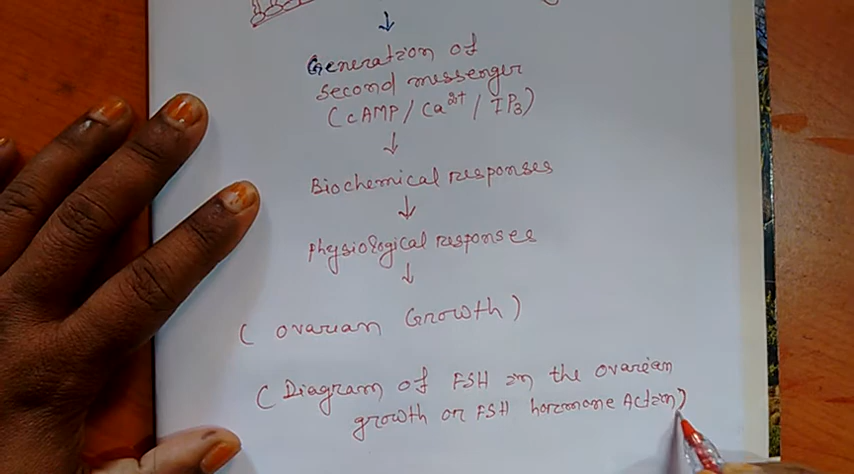 Generation of
second messenger
(cAMP/Ca²⁺/IP₃)
Biochemical responses
Physiological responses
(ovarian Growth)
(Diagram of FSH in the ovarian
growth or FSH hormone Action)